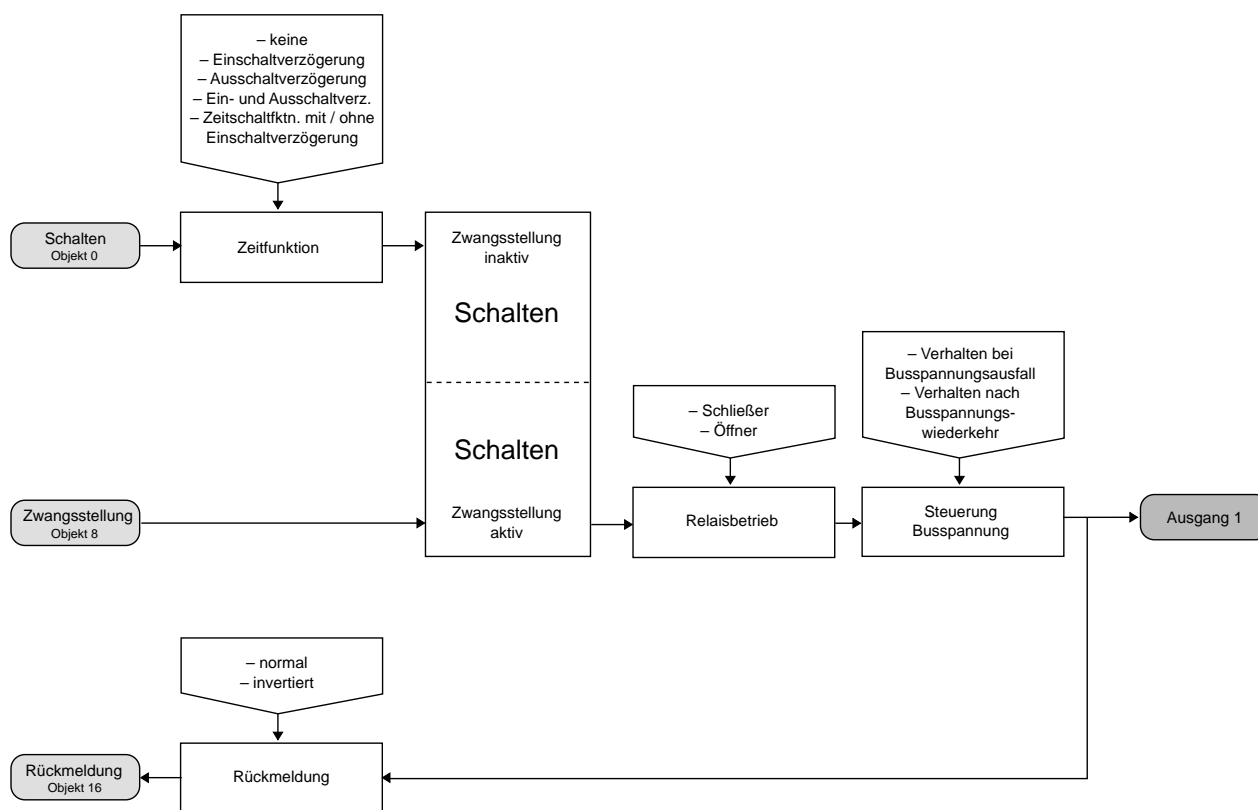 – keine
– Einschaltverzögerung
– Ausschaltverzögerung
– Ein- und Ausschaltverz.
– Zeitschaltfktn. mit / ohne
Einschaltverzögerung
Schalten
Objekt 0
Zeitfunktion
Zwangsstellung
inaktiv
Schalten
Schalten
Zwangsstellung
aktiv
– Schließer
– Öffner
– Verhalten bei
Busspannungsausfall
– Verhalten nach
Busspannungs-
wiederkehr
Zwangsstellung
Objekt 8
Relaisbetrieb
Steuerung
Busspannung
Ausgang 1
– normal
– invertiert
Rückmeldung
Objekt 16
Rückmeldung